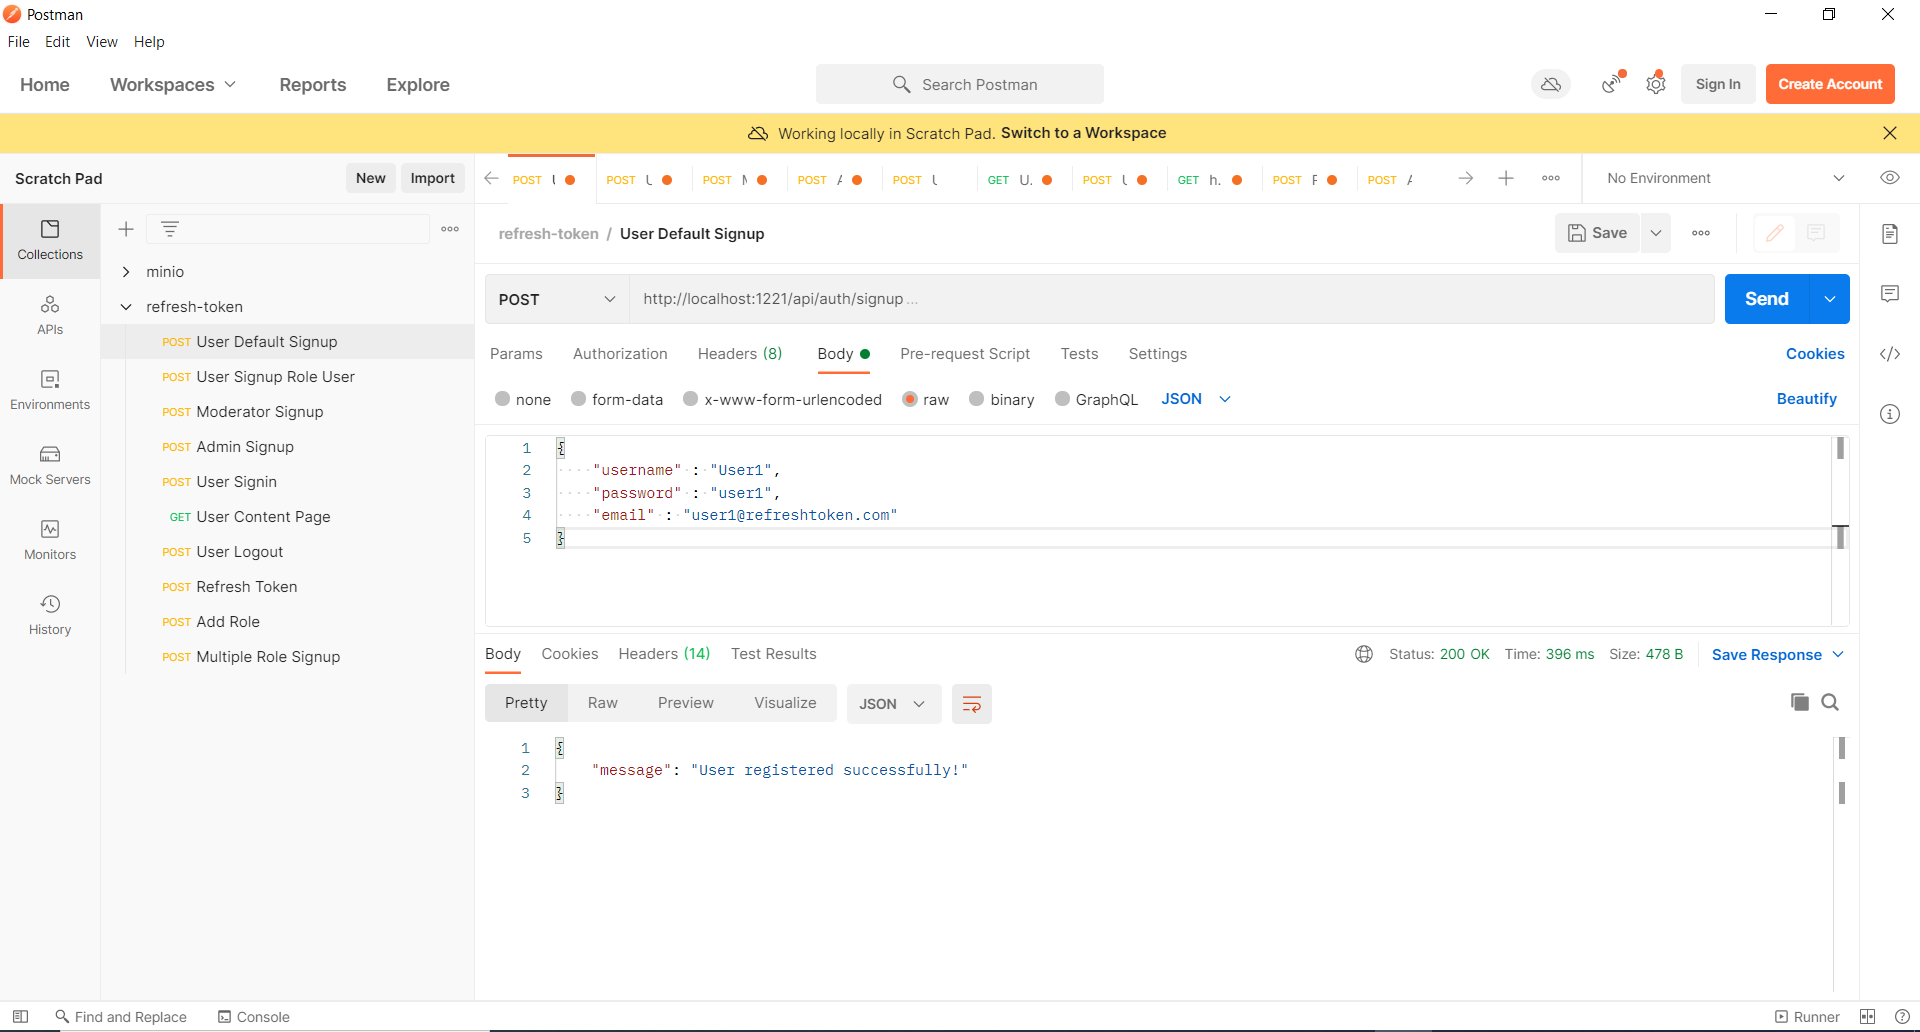 Postman
File Edit View Help
Home Workspaces Reports Explore
Search Postman
Sign In
Create Account
Working locally in Scratch Pad. Switch to a Workspace
Scratch Pad
New
Import
POST POST POST POST POST GET U. POST GET h. POST POST
No Environment
Collections
APIs
Environments
Mock Servers
Monitors
History
minio
refresh-token
POST User Default Signup
POST User Signup Role User
POST Moderator Signup
POST Admin Signup
POST User Signin
GET User Content Page
POST User Logout
POST Refresh Token
POST Add Role
POST Multiple Role Signup
refresh-token / User Default Signup
Save
POST
http://localhost:1221/api/auth/signup ...
Send
Params Authorization Headers (8) Body Pre-request Script Tests Settings
Cookies
none form-data x-www-form-urlencoded raw binary GraphQL JSON
Beautify
1 {
2 "username" : "User1",
3 "password" : "user1",
4 "email" : "user1@refreshtoken.com"
5 }
Body Cookies Headers (14) Test Results
Status: 200 OK Time: 396 ms Size: 478 B
Save Response
Pretty Raw Preview Visualize
JSON
1 {
2 "message": "User registered successfully!"
3 }
Find and Replace
Console
Runner